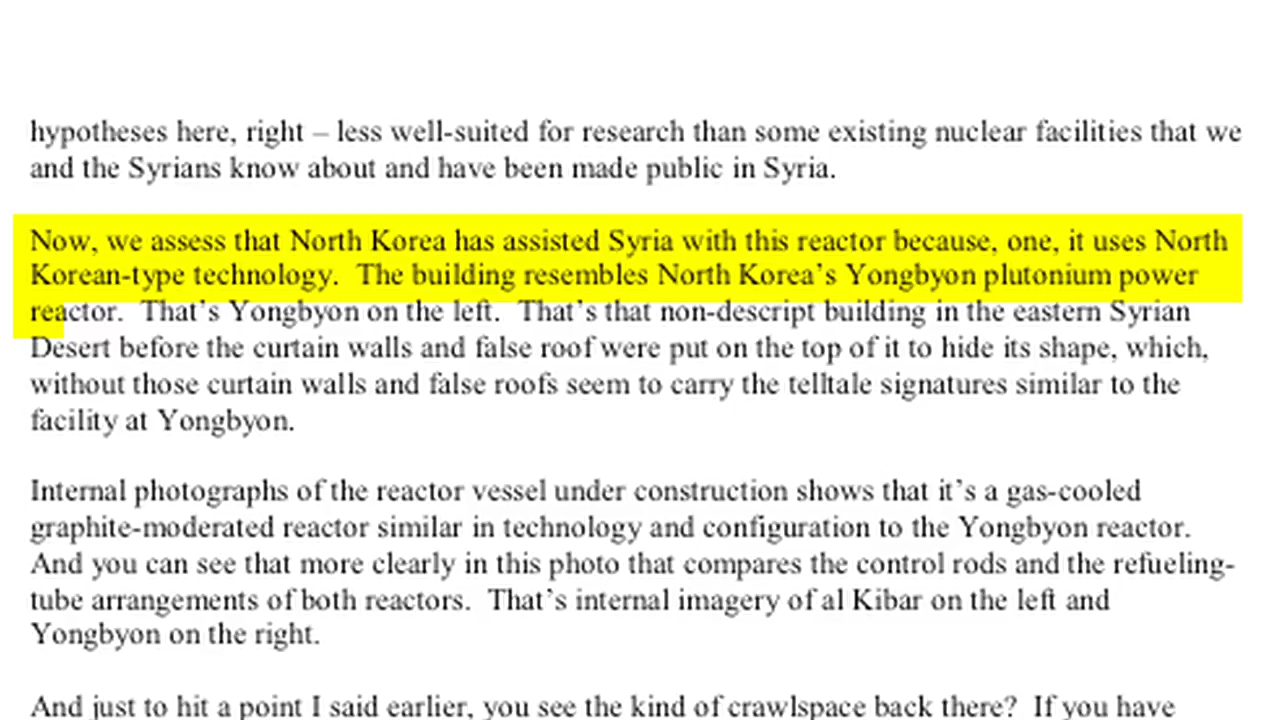 hypotheses here, right – less well-suited for research than some existing nuclear facilities that we
and the Syrians know about and have been made public in Syria.
Now, we assess that North Korea has assisted Syria with this reactor because, one, it uses North
Korean-type technology.  The building resembles North Korea’s Yongbyon plutonium power
reactor.  That’s Yongbyon on the left.  That’s that non-descript building in the eastern Syrian
Desert before the curtain walls and false roof were put on the top of it to hide its shape, which,
without those curtain walls and false roofs seem to carry the telltale signatures similar to the
facility at Yongbyon.
Internal photographs of the reactor vessel under construction shows that it’s a gas-cooled
graphite-moderated reactor similar in technology and configuration to the Yongbyon reactor.
And you can see that more clearly in this photo that compares the control rods and the refueling-
tube arrangements of both reactors.  That’s internal imagery of al Kibar on the left and
Yongbyon on the right.
And just to hit a point I said earlier, you see the kind of crawlspace back there?  If you have